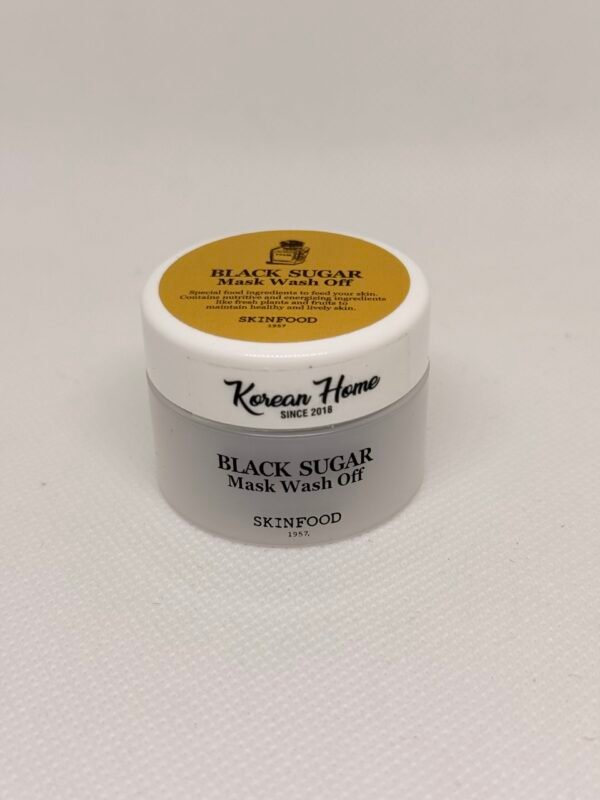 BLACK SUGAR
Mask Wash Off
Special food ingredients to feed your skin.
Contains nutritive and energizing ingredients
like fresh plants and fruits to
maintain healthy and lively skin.
SKINFOOD
1957
Korean Home
SINCE 2018
BLACK SUGAR
Mask Wash Off
SKINFOOD
1957.